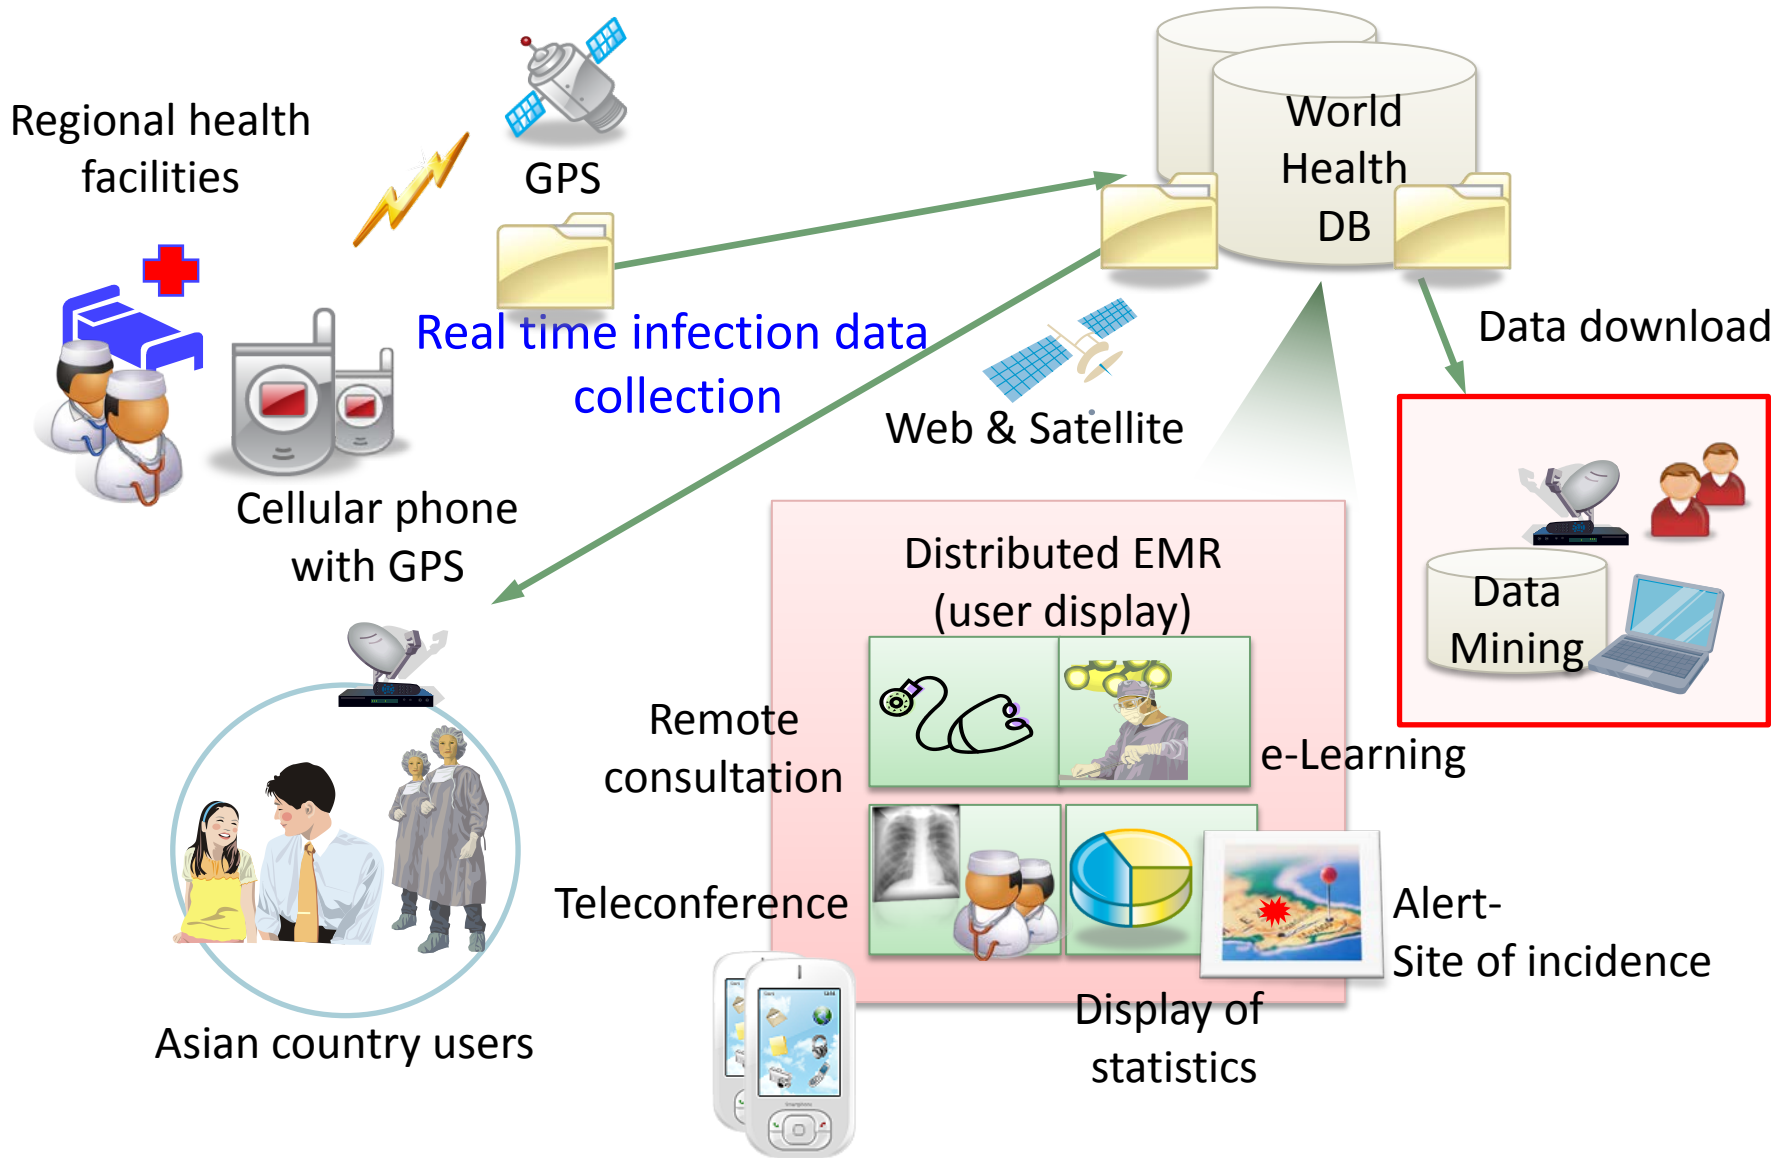 Regional health
facilities
GPS
World
Health
DB
Real time infection data
collection
Data download
Web & Satellite
Cellular phone
with GPS
Distributed EMR
(user display)
Data
Mining
Remote
consultation
e-Learning
Teleconference
Alert-
Site of incidence
Display of
statistics
Asian country users